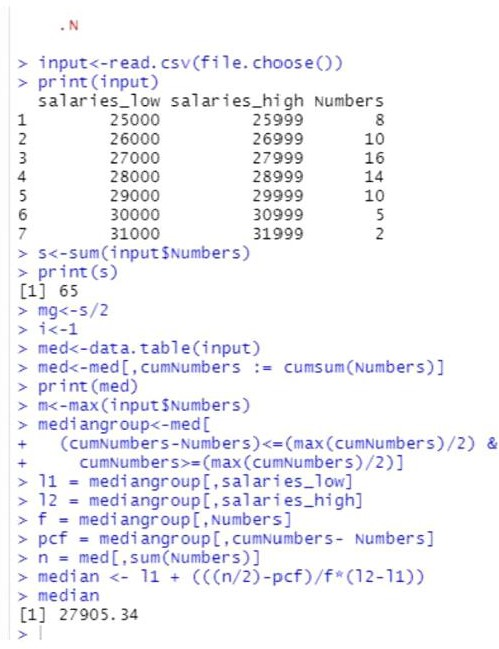 .N
> input<-read.csv(file.choose())
> print(input)
  salaries_low salaries_high Numbers
1        25000         25999       8
2        26000         26999      10
3        27000         27999      16
4        28000         28999      14
5        29000         29999      10
6        30000         30999       5
7        31000         31999       2
> s<-sum(input$Numbers)
> print(s)
[1] 65
> mg<-s/2
> i<-1
> med<-data.table(input)
> med<-med[,cumNumbers := cumsum(Numbers)]
> print(med)
> m<-max(input$Numbers)
> mediangroup<-med[
+   (cumNumbers-Numbers)<=(max(cumNumbers)/2) &
+     cumNumbers>=(max(cumNumbers)/2)]
> l1 = mediangroup[,salaries_low]
> l2 = mediangroup[,salaries_high]
> f = mediangroup[,Numbers]
> pcf = mediangroup[,cumNumbers- Numbers]
> n = med[,sum(Numbers)]
> median <- l1 + (((n/2)-pcf)/f*(l2-l1))
> median
[1] 27905.34
> |